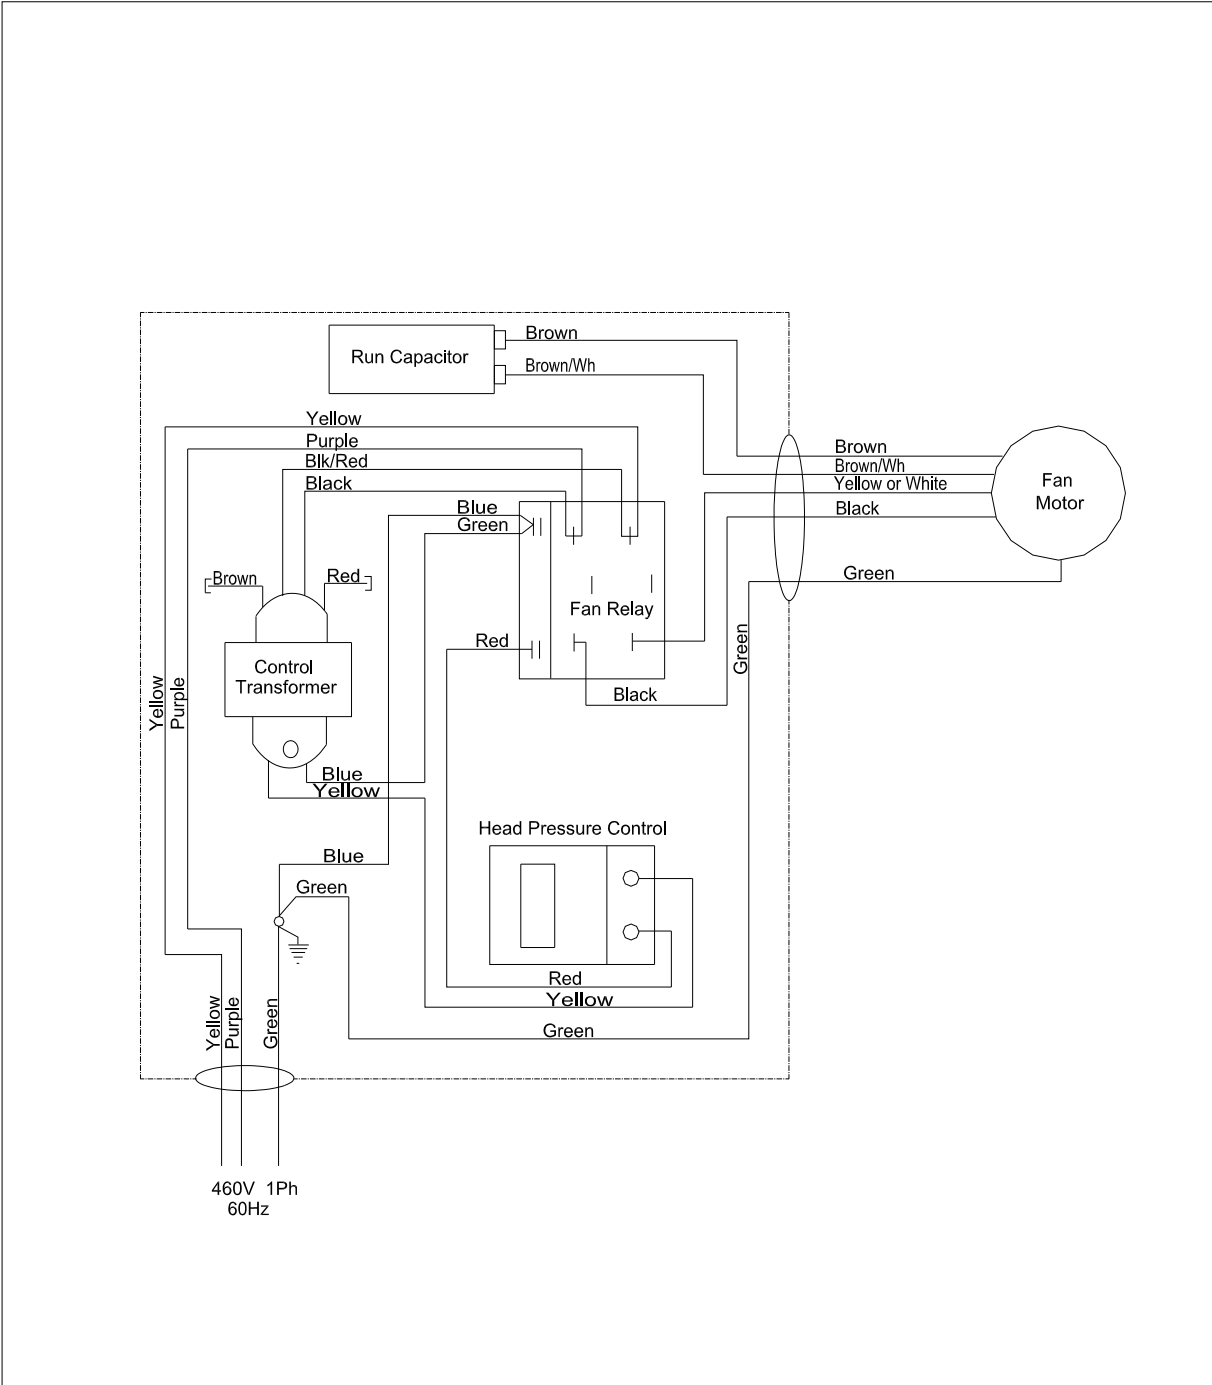 Brown
Run Capacitor
Brown/Wh
Yellow
Purple
Blk/Red
Black
Brown
Brown/Wh
Yellow or White
Black
Fan
Motor
Blue
Green
Green
Brown
Red
Fan Relay
Red
Green
Control
Transformer
Yellow
Purple
Black
Blue
Yellow
Head Pressure Control
Blue
Green
Red
Yellow
Green
Yellow
Purple
Green
460V 1Ph
60Hz